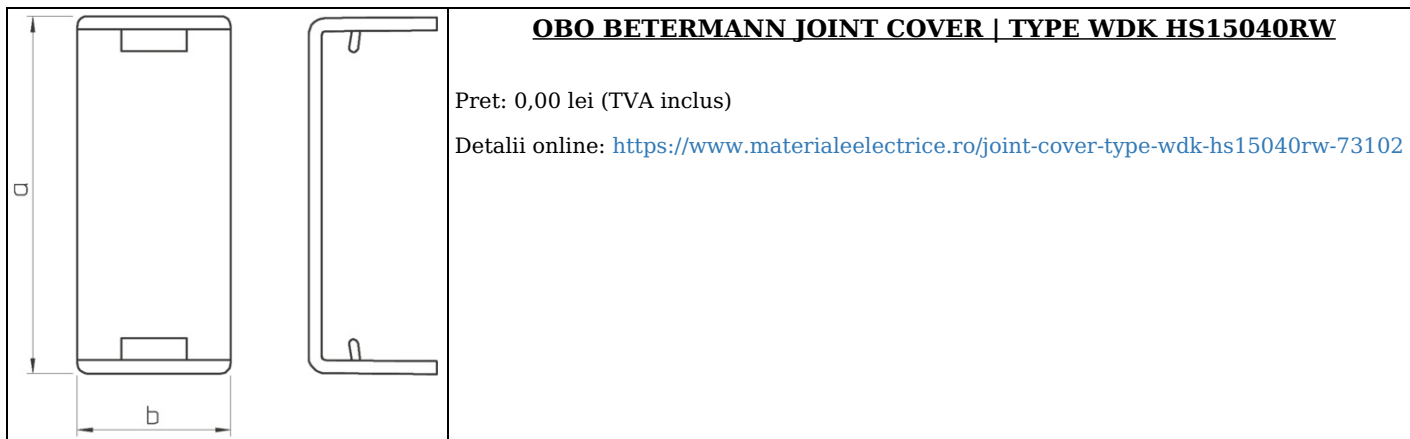 OBO BETERMANN JOINT COVER | TYPE WDK HS15040RW
Pret: 0,00 lei (TVA inclus)
Detalii online: https://www.materialeelectrice.ro/joint-cover-type-wdk-hs15040rw-73102
a
b